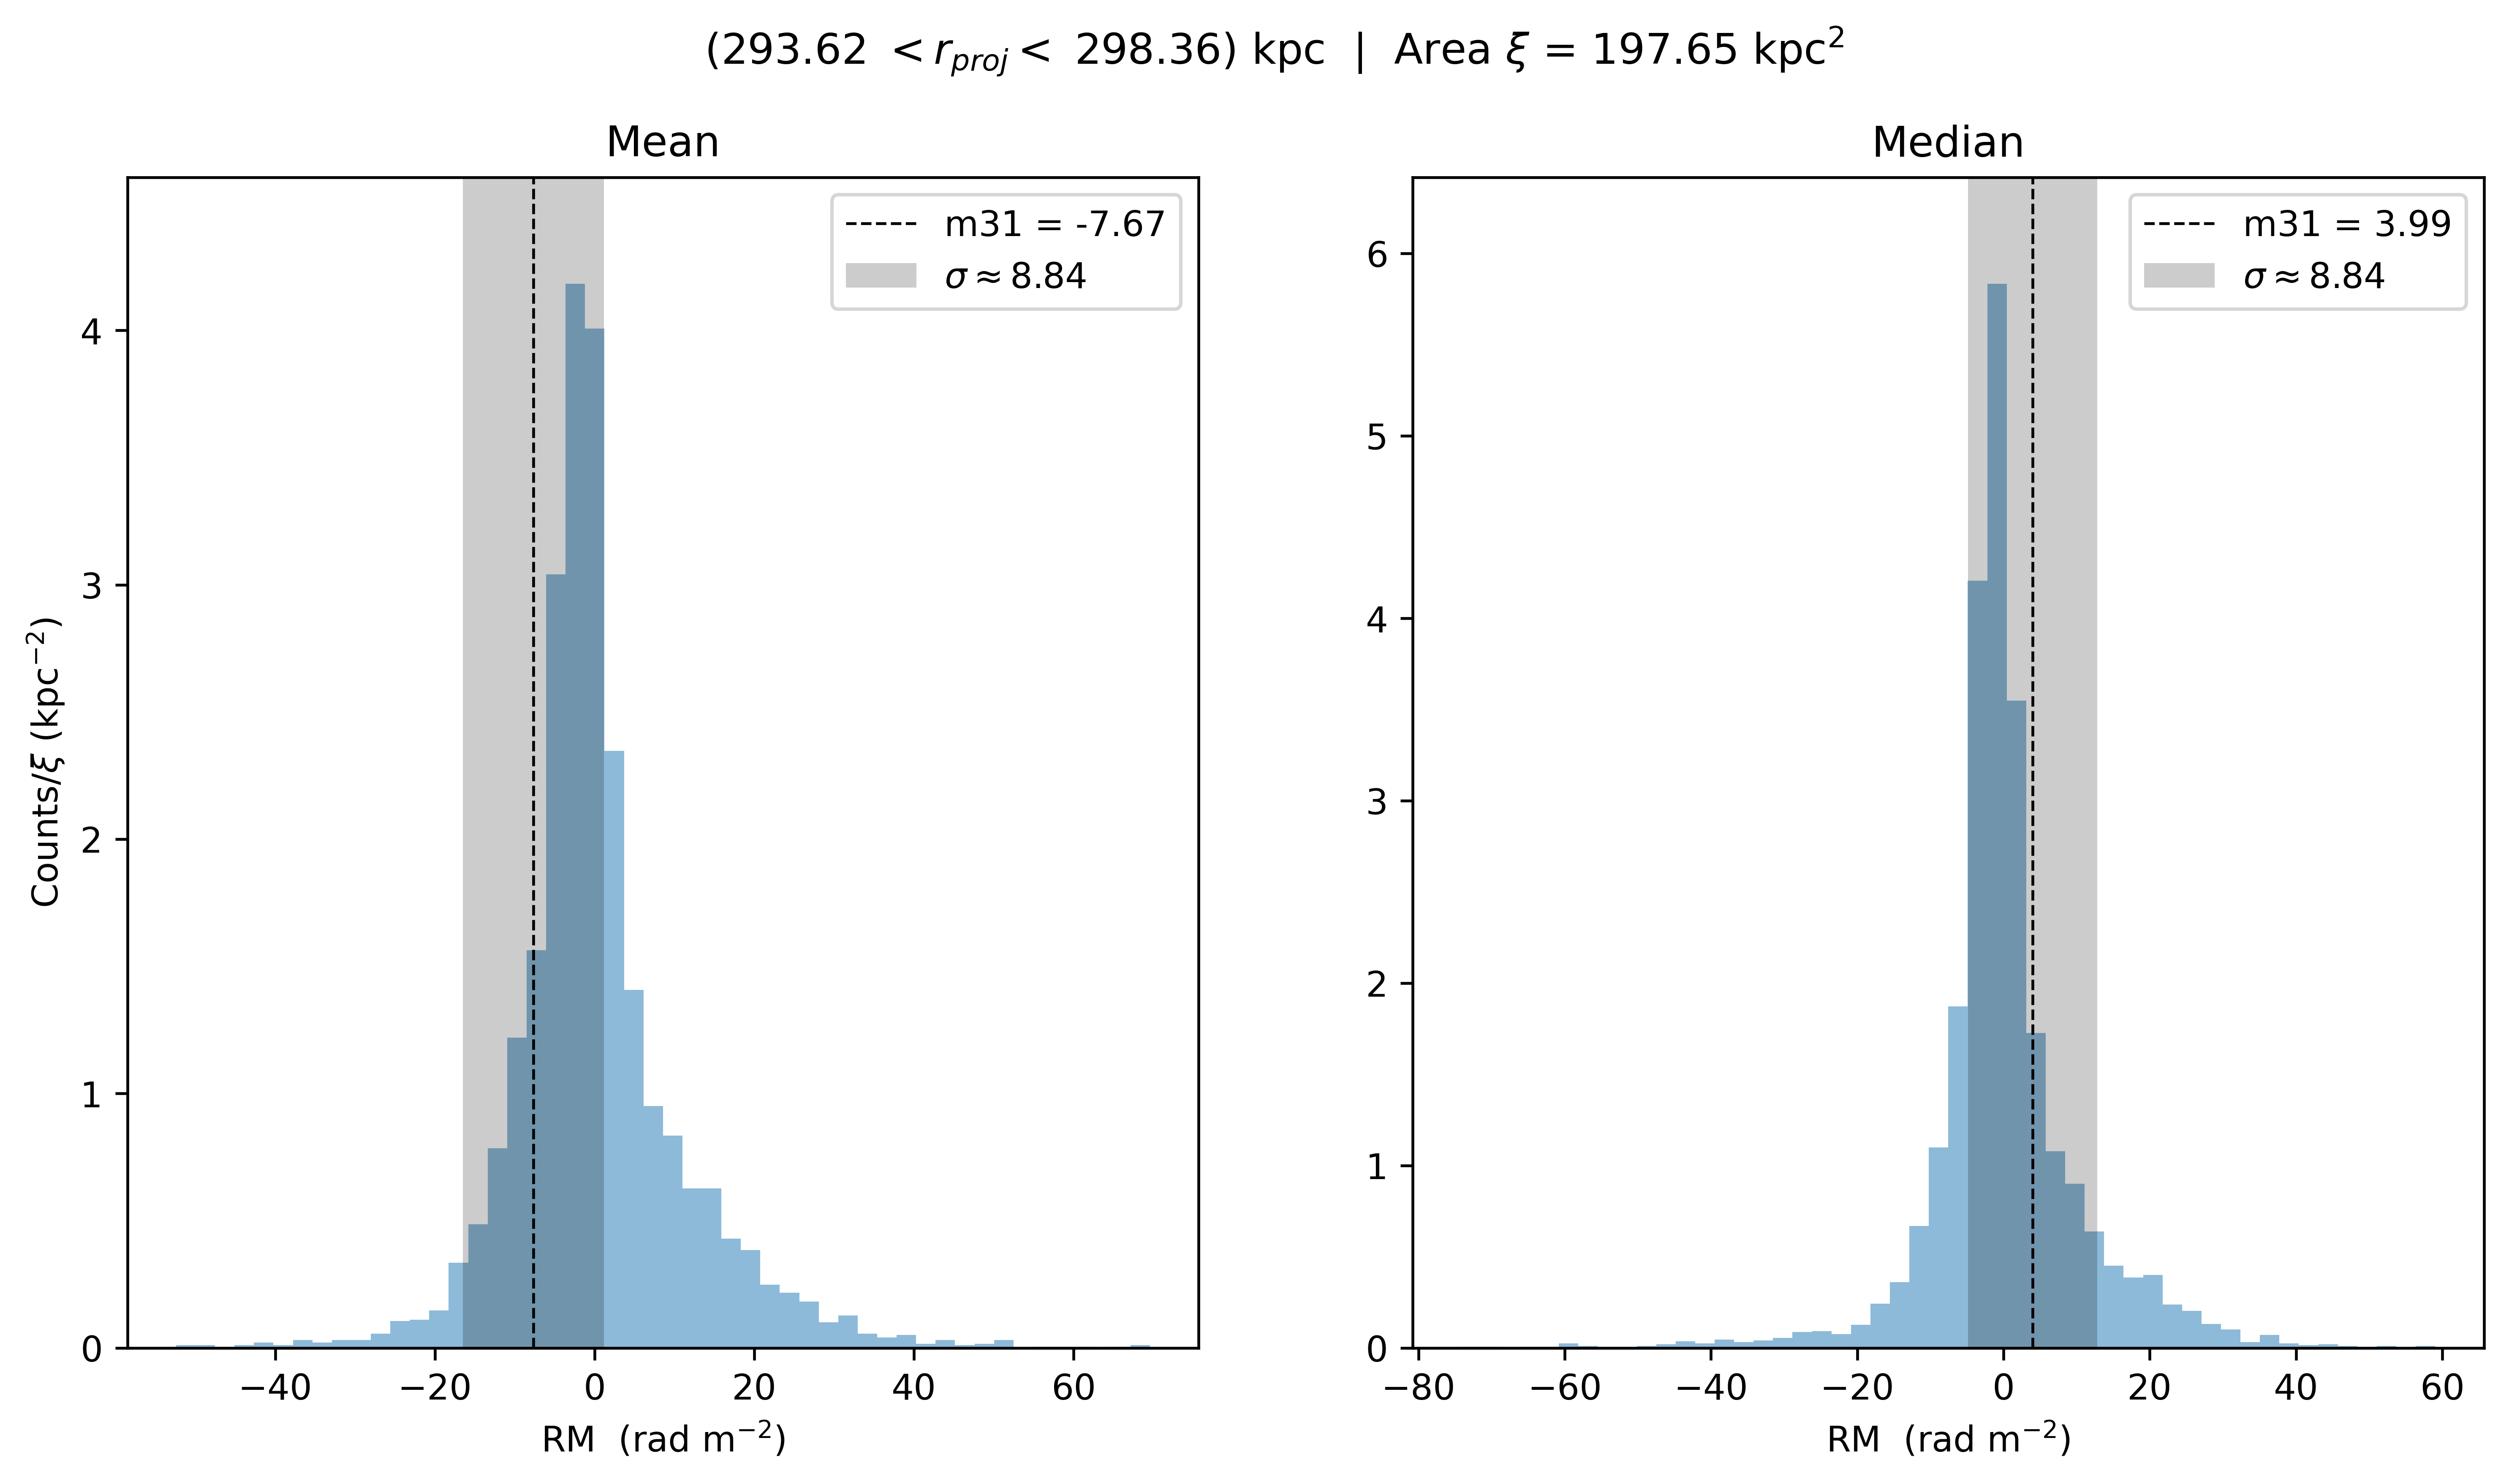 (293.62 < r_proj < 298.36) kpc | Area ξ = 197.65 kpc²
Mean
m31 = -7.67
σ ≈ 8.84
Counts/ξ (kpc⁻²)
4
3
2
1
0
−40 −20 0 20 40 60
RM (rad m⁻²)
Median
m31 = 3.99
σ ≈ 8.84
6
5
4
3
2
1
0
−80 −60 −40 −20 0 20 40 60
RM (rad m⁻²)